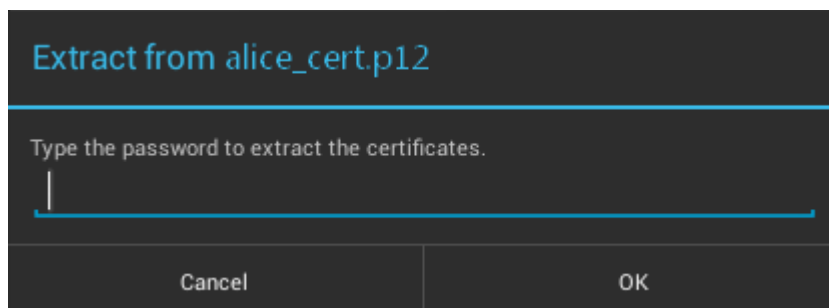 Extract from alice_cert.p12
Type the password to extract the certificates.
Cancel
OK